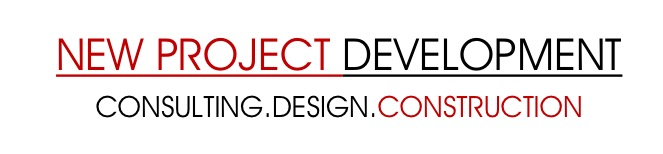 NEW PROJECT DEVELOPMENT
CONSULTING.DESIGN.CONSTRUCTION